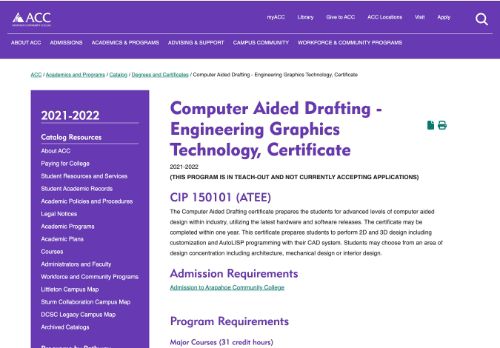 ACC
myACC Library Give to ACC ACC Locations Visit Apply
ABOUT ACC ADMISSIONS ACADEMICS & PROGRAMS ADVISING & SUPPORT CAMPUS COMMUNITY WORKFORCE & COMMUNITY PROGRAMS
ACC / Academics and Programs / Catalog / Degrees and Certificates / Computer Aided Drafting - Engineering Graphics Technology, Certificate
2021-2022
Catalog Resources
About ACC
Paying for College
Student Resources and Services
Student Academic Records
Academic Policies and Procedures
Legal Notices
Academic Programs
Academic Plans
Courses
Administrators and Faculty
Workforce and Community Programs
Littleton Campus Map
Sturm Collaboration Campus Map
DCSC Legacy Campus Map
Archived Catalogs
Programs by Pathway
Computer Aided Drafting -
Engineering Graphics
Technology, Certificate
2021-2022
(THIS PROGRAM IS IN TEACH-OUT AND NOT CURRENTLY ACCEPTING APPLICATIONS)
CIP 150101 (ATEE)
The Computer Aided Drafting certificate prepares the students for advanced levels of computer aided
design within industry, utilizing the latest hardware and software releases. The certificate may be
completed within one year. This certificate prepares students to perform 2D and 3D design including
customization and AutoLISP programming with their CAD system. Students may choose from an area of
design concentration including architecture, mechanical design or interior design.
Admission Requirements
Admission to Arapahoe Community College
Program Requirements
Major Courses (31 credit hours)